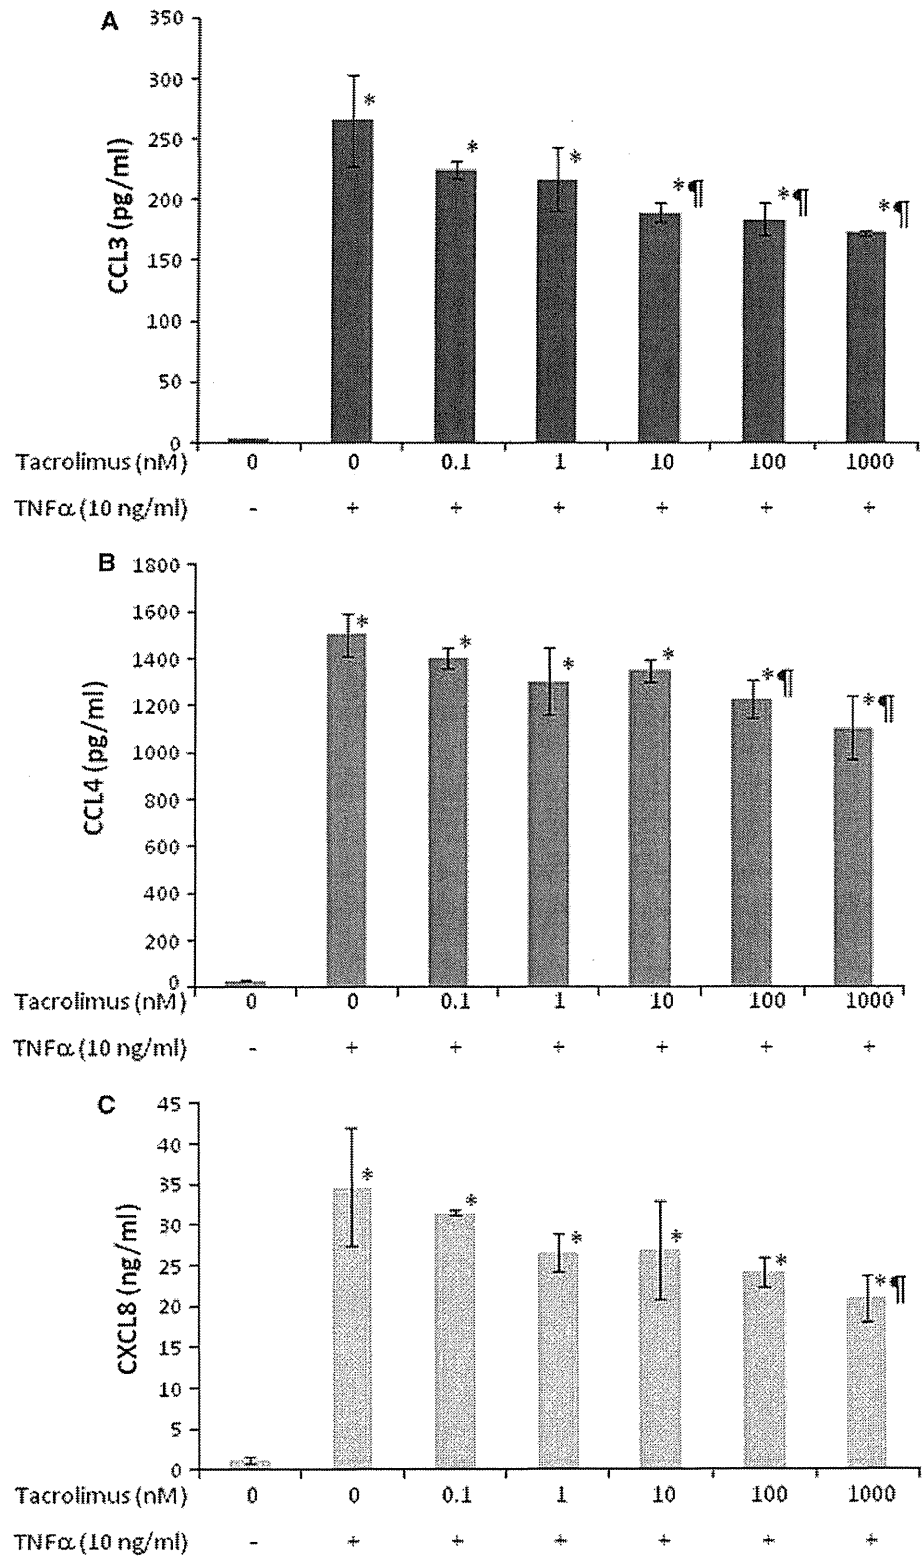 A
350
300
250
200
150
100
50
0
CCL3 (pg/ml)
* * * *¶ *¶ *¶
Tacrolimus (nM) 0 0 0.1 1 10 100 1000
TNFα (10 ng/ml) - + + + + + +
B
1800
1600
1400
1200
1000
800
600
400
200
0
CCL4 (pg/ml)
* * * * *¶ *¶
Tacrolimus (nM) 0 0 0.1 1 10 100 1000
TNFα (10 ng/ml) - + + + + + +
C
45
40
35
30
25
20
15
10
5
0
CXCL8 (ng/ml)
* * * * * *¶
Tacrolimus (nM) 0 0 0.1 1 10 100 1000
TNFα (10 ng/ml) - + + + + + +